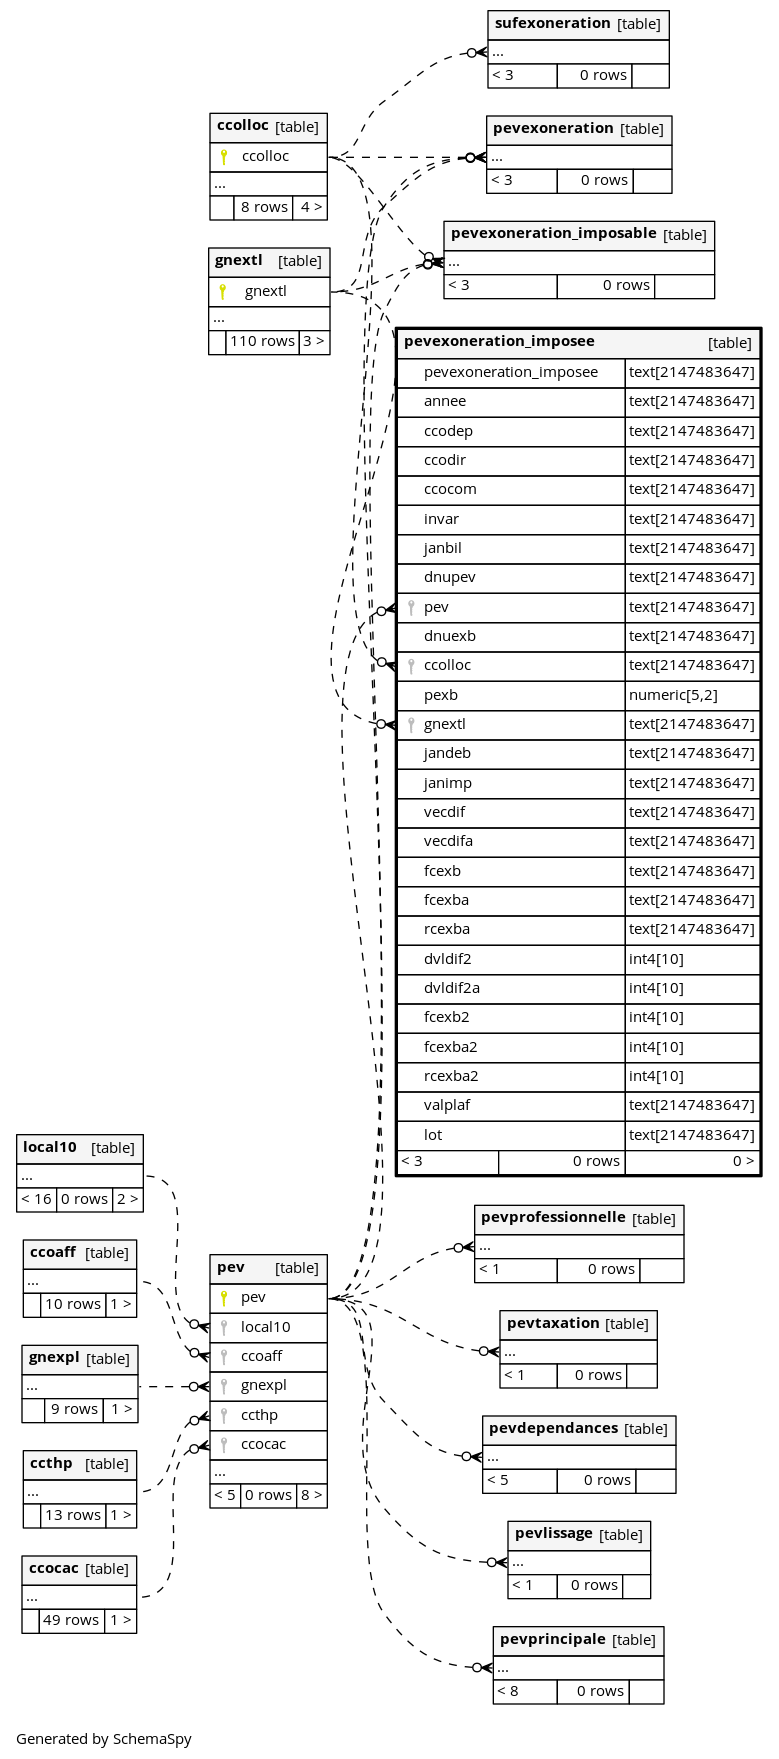 sufexoneration [table]
...
< 3 0 rows
ccolloc [table]
ccolloc
...
8 rows 4 >
pevexoneration [table]
...
< 3 0 rows
pevexoneration_imposable [table]
...
< 3 0 rows
gnextl [table]
gnextl
...
110 rows 3 >
pevexoneration_imposee [table]
pevexoneration_imposee text[2147483647]
annee text[2147483647]
ccodep text[2147483647]
ccodir text[2147483647]
ccocom text[2147483647]
invar text[2147483647]
janbil text[2147483647]
dnupev text[2147483647]
pev text[2147483647]
dnuexb text[2147483647]
ccolloc text[2147483647]
pexb numeric[5,2]
gnextl text[2147483647]
jandeb text[2147483647]
janimp text[2147483647]
vecdif text[2147483647]
vecdifa text[2147483647]
fcexb text[2147483647]
fcexba text[2147483647]
rcexba text[2147483647]
dvldif2 int4[10]
dvldif2a int4[10]
fcexb2 int4[10]
fcexba2 int4[10]
rcexba2 int4[10]
valplaf text[2147483647]
lot text[2147483647]
< 3 0 rows 0 >
local10 [table]
...
< 16 0 rows 2 >
ccoaff [table]
...
10 rows 1 >
gnexpl [table]
...
9 rows 1 >
ccthp [table]
...
13 rows 1 >
ccocac [table]
...
49 rows 1 >
pev [table]
pev
local10
ccoaff
gnexpl
ccthp
ccocac
...
< 5 0 rows 8 >
pevprofessionnelle [table]
...
< 1 0 rows
pevtaxation [table]
...
< 1 0 rows
pevdependances [table]
...
< 5 0 rows
pevlissage [table]
...
< 1 0 rows
pevprincipale [table]
...
< 8 0 rows
Generated by SchemaSpy